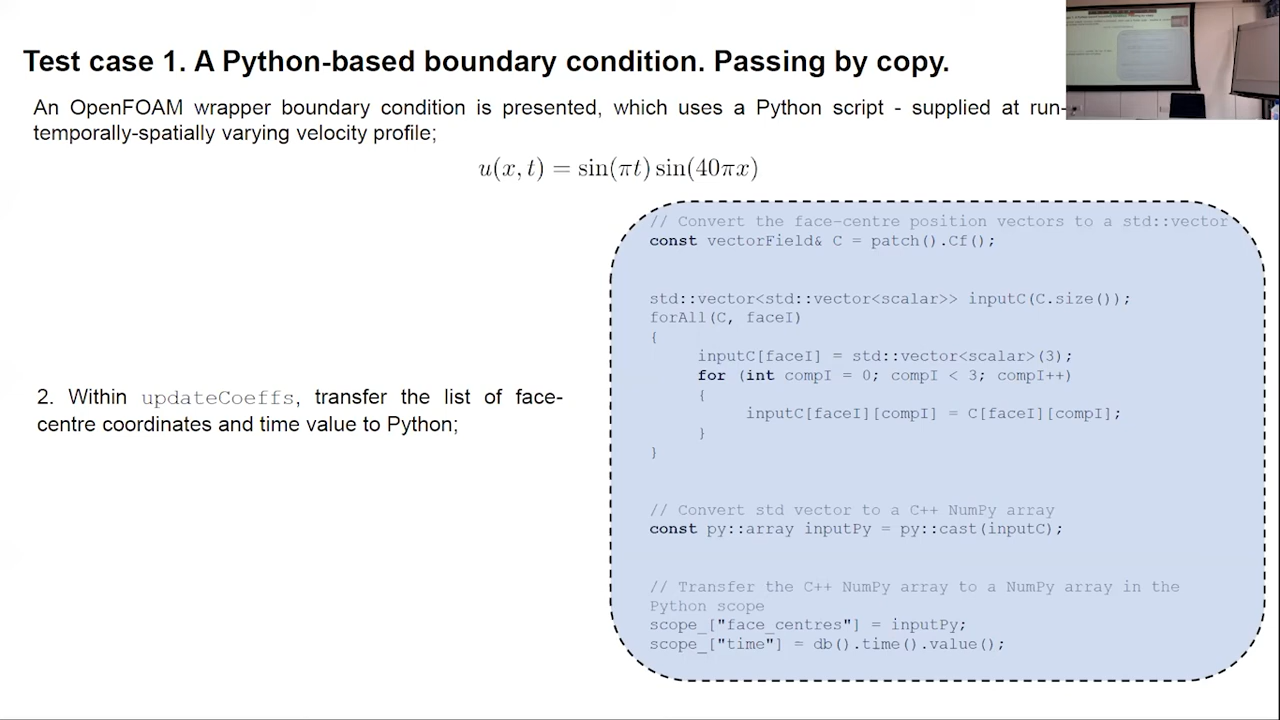 Test case 1. A Python-based boundary condition. Passing by copy.
An OpenFOAM wrapper boundary condition is presented, which uses a Python script - supplied at run-
temporally-spatially varying velocity profile;
u(x, t) = sin(πt) sin(40πx)
// Convert the face-centre position vectors to a std::vector
const vectorField& C = patch().Cf();
std::vector<std::vector<scalar>> inputC(C.size());
forAll(C, faceI)
{
inputC[faceI] = std::vector<scalar>(3);
for (int compI = 0; compI < 3; compI++)
{
inputC[faceI][compI] = C[faceI][compI];
}
}
2. Within updateCoeffs, transfer the list of face-
centre coordinates and time value to Python;
// Convert std vector to a C++ NumPy array
const py::array inputPy = py::cast(inputC);
// Transfer the C++ NumPy array to a NumPy array in the
Python scope
scope_["face_centres"] = inputPy;
scope_["time"] = db().time().value();